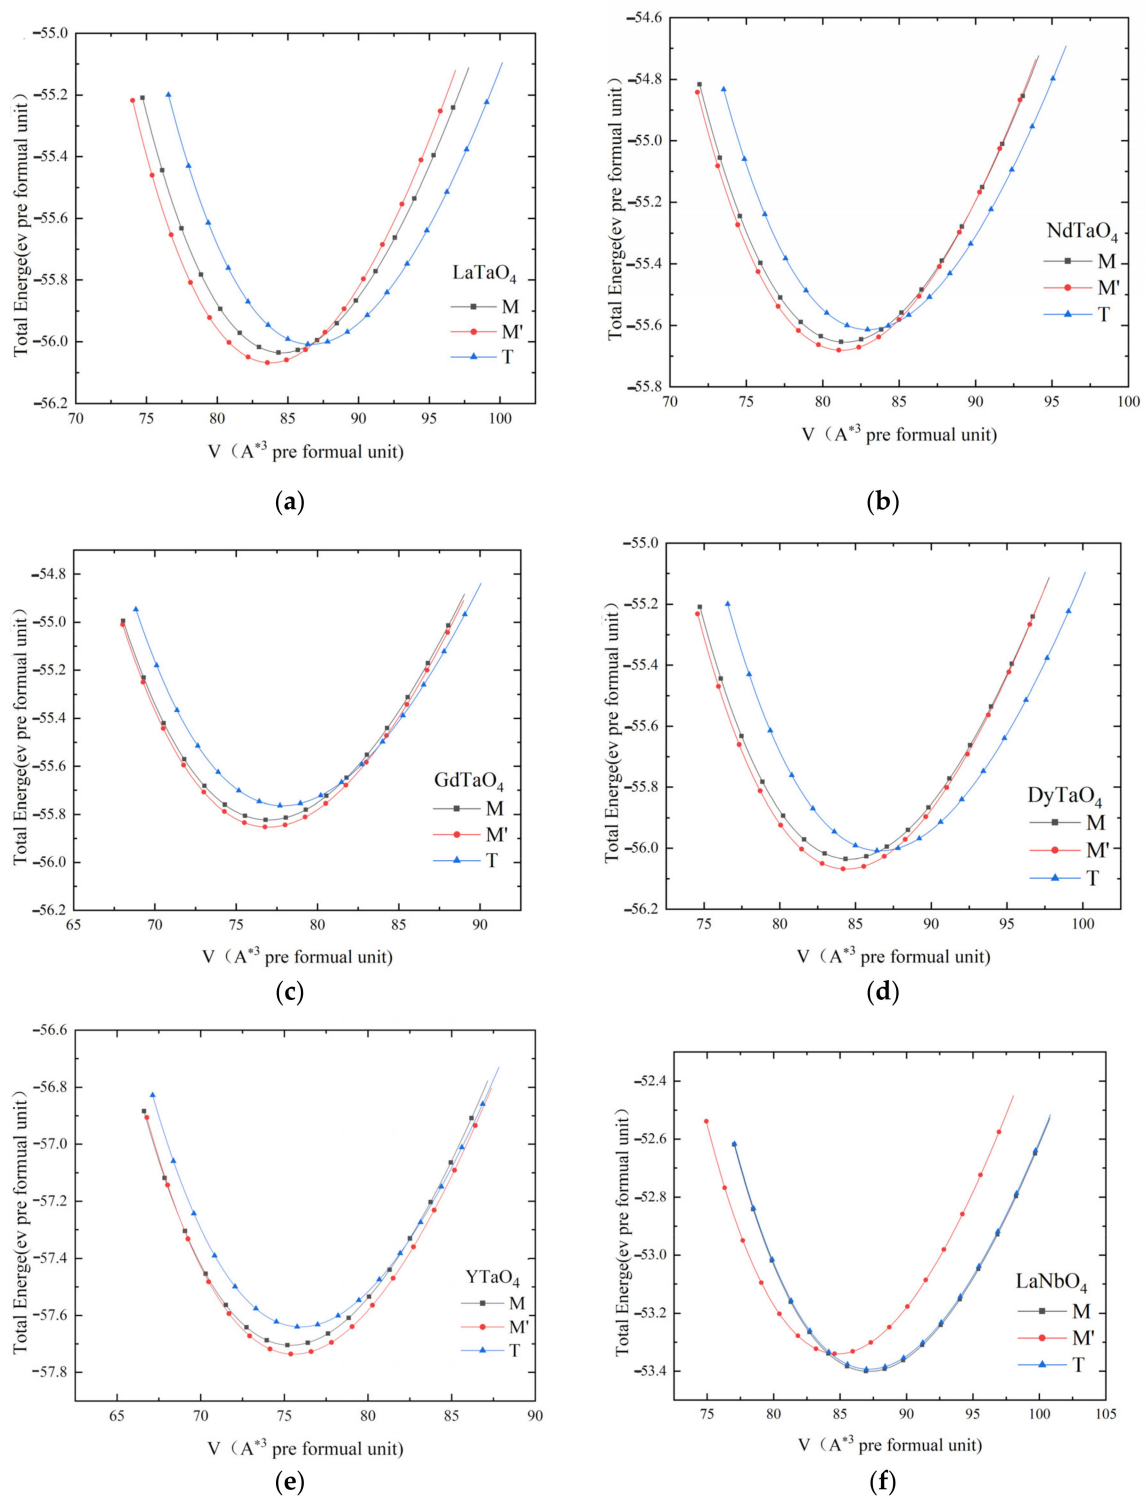 −55.0
−55.2
−55.4
−55.6
−55.8
−56.0
−56.2
Total Energe(ev pre formual unit)
LaTaO4
M
M'
T
70 75 80 85 90 95 100
V（A*3 pre formual unit)
(a)
−54.6
−54.8
−55.0
−55.2
−55.4
−55.6
−55.8
Total Energe(ev pre formual unit)
NdTaO4
M
M'
T
70 75 80 85 90 95 100
V（A*3 pre formual unit)
(b)
−54.8
−55.0
−55.2
−55.4
−55.6
−55.8
−56.0
−56.2
Total Energe(ev pre formual unit)
GdTaO4
M
M'
T
65 70 75 80 85 90
V（A*3 pre formual unit)
(c)
−55.0
−55.2
−55.4
−55.6
−55.8
−56.0
−56.2
Total Energe(ev pre formual unit)
DyTaO4
M
M'
T
75 80 85 90 95 100
V（A*3 pre formual unit)
(d)
−56.6
−56.8
−57.0
−57.2
−57.4
−57.6
−57.8
Total Energe(ev pre formual unit)
YTaO4
M
M'
T
65 70 75 80 85 90
V（A*3 pre formual unit)
(e)
−52.4
−52.6
−52.8
−53.0
−53.2
−53.4
Total Energe(ev pre formual unit)
LaNbO4
M
M'
T
75 80 85 90 95 100 105
V（A*3 pre formual unit)
(f)